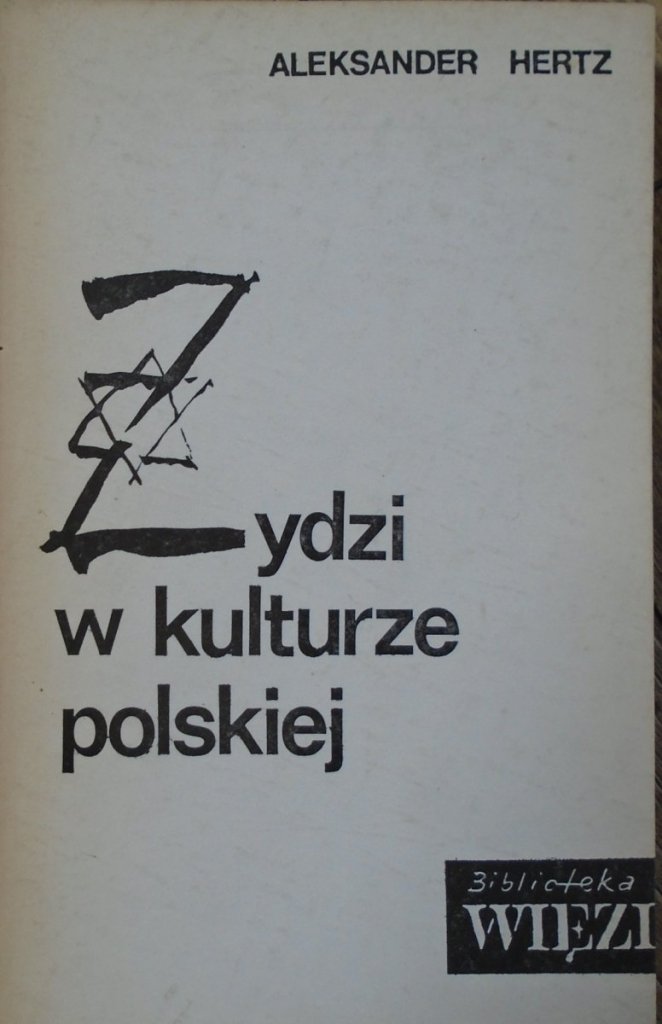 ALEKSANDER HERTZ
Żydzi
w kulturze
polskiej
Biblioteka
WIĘZI